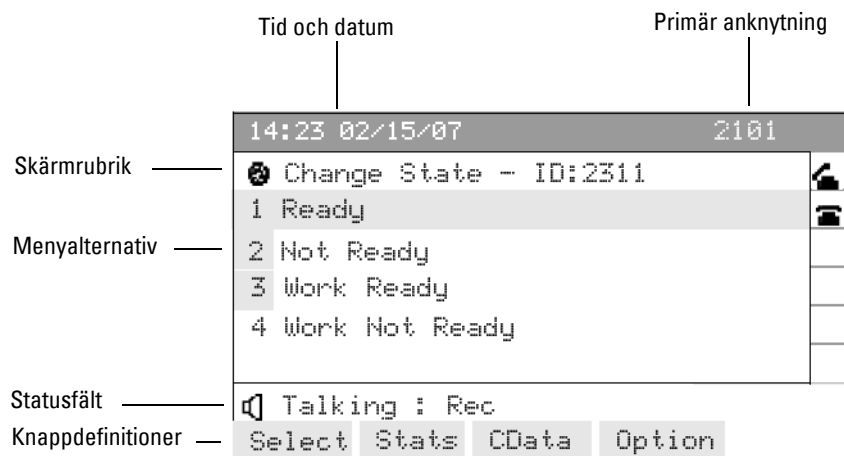 Tid och datum
Primär anknytning
14:23 02/15/07 2101
Skärmrubrik
Change State - ID:2311
1 Ready
Menyalternativ
2 Not Ready
3 Work Ready
4 Work Not Ready
Statusfält
Talking : Rec
Knappdefinitioner
Select Stats CData Option